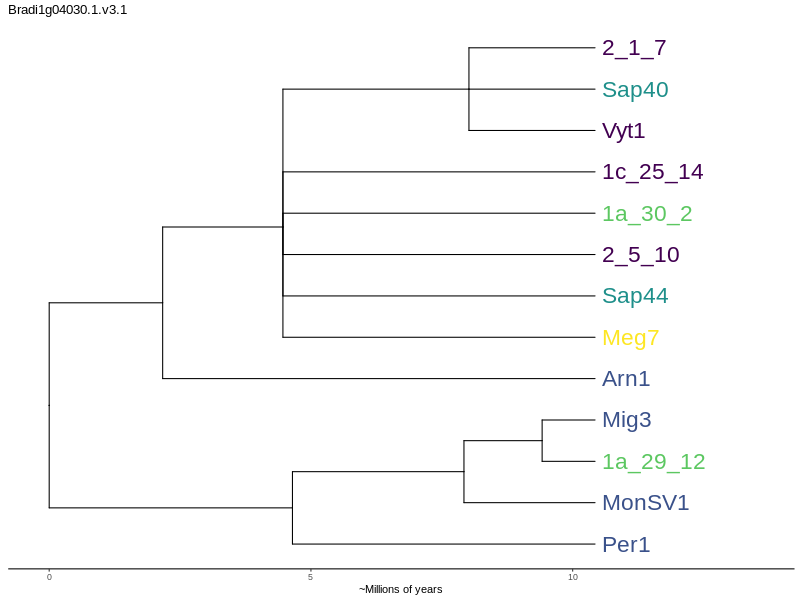 Bradi1g04030.1.v3.1
2_1_7
Sap40
Vyt1
1c_25_14
1a_30_2
2_5_10
Sap44
Meg7
Arn1
Mig3
1a_29_12
MonSV1
Per1
0 5 10
~Millions of years